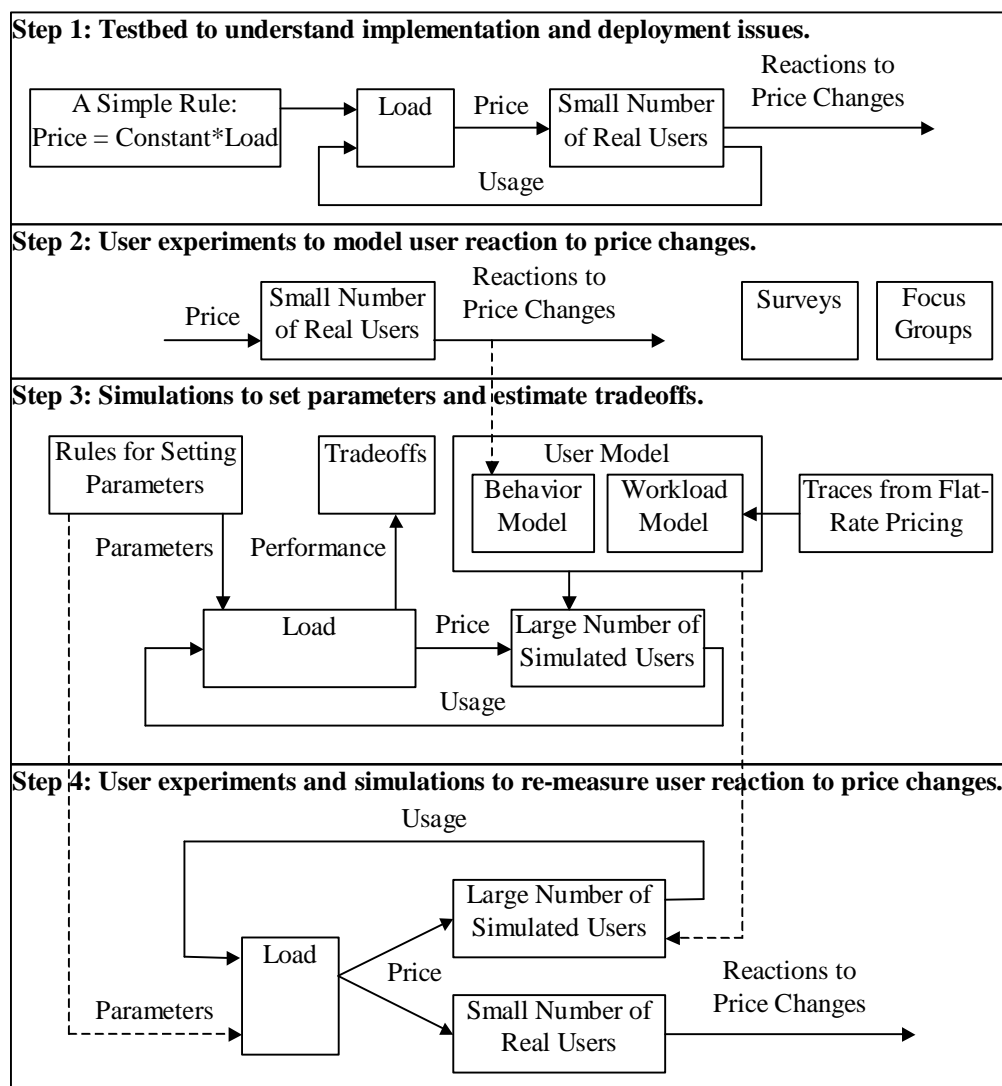 Step 1: Testbed to understand implementation and deployment issues.
A Simple Rule:
Price = Constant*Load
Load
Price
Small Number
of Real Users
Reactions to
Price Changes
Usage
Step 2: User experiments to model user reaction to price changes.
Price
Small Number
of Real Users
Reactions to
Price Changes
Surveys
Focus
Groups
Step 3: Simulations to set parameters and estimate tradeoffs.
Rules for Setting
Parameters
Tradeoffs
User Model
Behavior
Model
Workload
Model
Traces from Flat-
Rate Pricing
Parameters
Performance
Load
Price
Large Number of
Simulated Users
Usage
Step 4: User experiments and simulations to re-measure user reaction to price changes.
Usage
Large Number of
Simulated Users
Load
Price
Parameters
Small Number of
Real Users
Reactions to
Price Changes